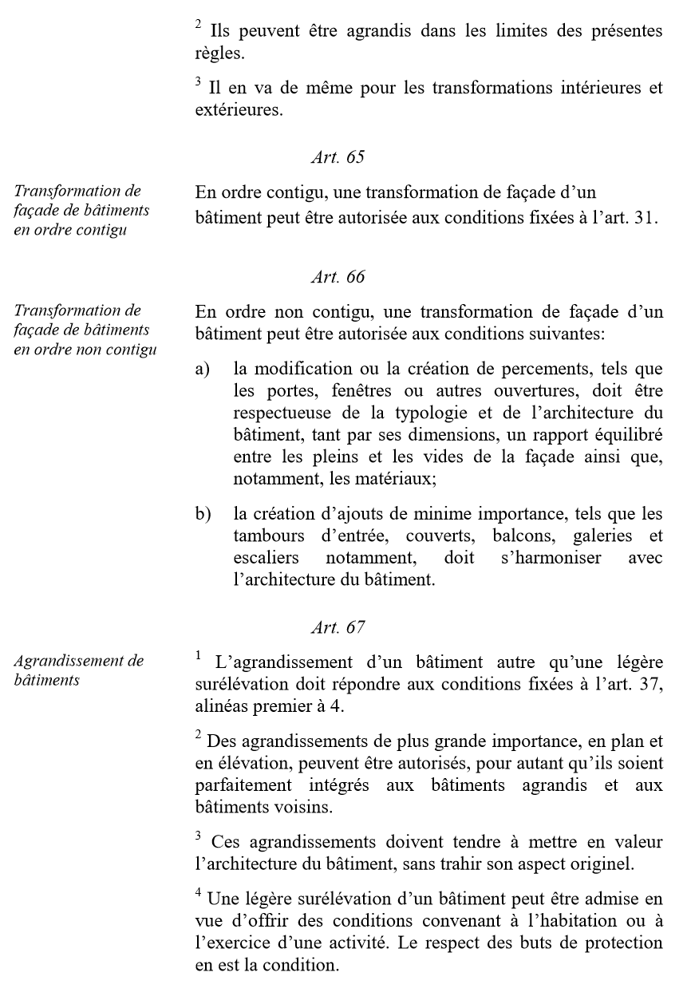 2 Ils peuvent être agrandis dans les limites des présentes
règles.
3 Il en va de même pour les transformations intérieures et
extérieures.
Art. 65
Transformation de
façade de bâtiments
en ordre contigu
En ordre contigu, une transformation de façade d’un
bâtiment peut être autorisée aux conditions fixées à l’art. 31.
Art. 66
Transformation de
façade de bâtiments
en ordre non contigu
En ordre non contigu, une transformation de façade d’un
bâtiment peut être autorisée aux conditions suivantes:
a) la modification ou la création de percements, tels que
les portes, fenêtres ou autres ouvertures, doit être
respectueuse de la typologie et de l’architecture du
bâtiment, tant par ses dimensions, un rapport équilibré
entre les pleins et les vides de la façade ainsi que,
notamment, les matériaux;
b) la création d’ajouts de minime importance, tels que les
tambours d’entrée, couverts, balcons, galeries et
escaliers notamment, doit s’harmoniser avec
l’architecture du bâtiment.
Art. 67
Agrandissement de
bâtiments
1 L’agrandissement d’un bâtiment autre qu’une légère
surélévation doit répondre aux conditions fixées à l’art. 37,
alinéas premier à 4.
2 Des agrandissements de plus grande importance, en plan et
en élévation, peuvent être autorisés, pour autant qu’ils soient
parfaitement intégrés aux bâtiments agrandis et aux
bâtiments voisins.
3 Ces agrandissements doivent tendre à mettre en valeur
l’architecture du bâtiment, sans trahir son aspect originel.
4 Une légère surélévation d’un bâtiment peut être admise en
vue d’offrir des conditions convenant à l’habitation ou à
l’exercice d’une activité. Le respect des buts de protection
en est la condition.